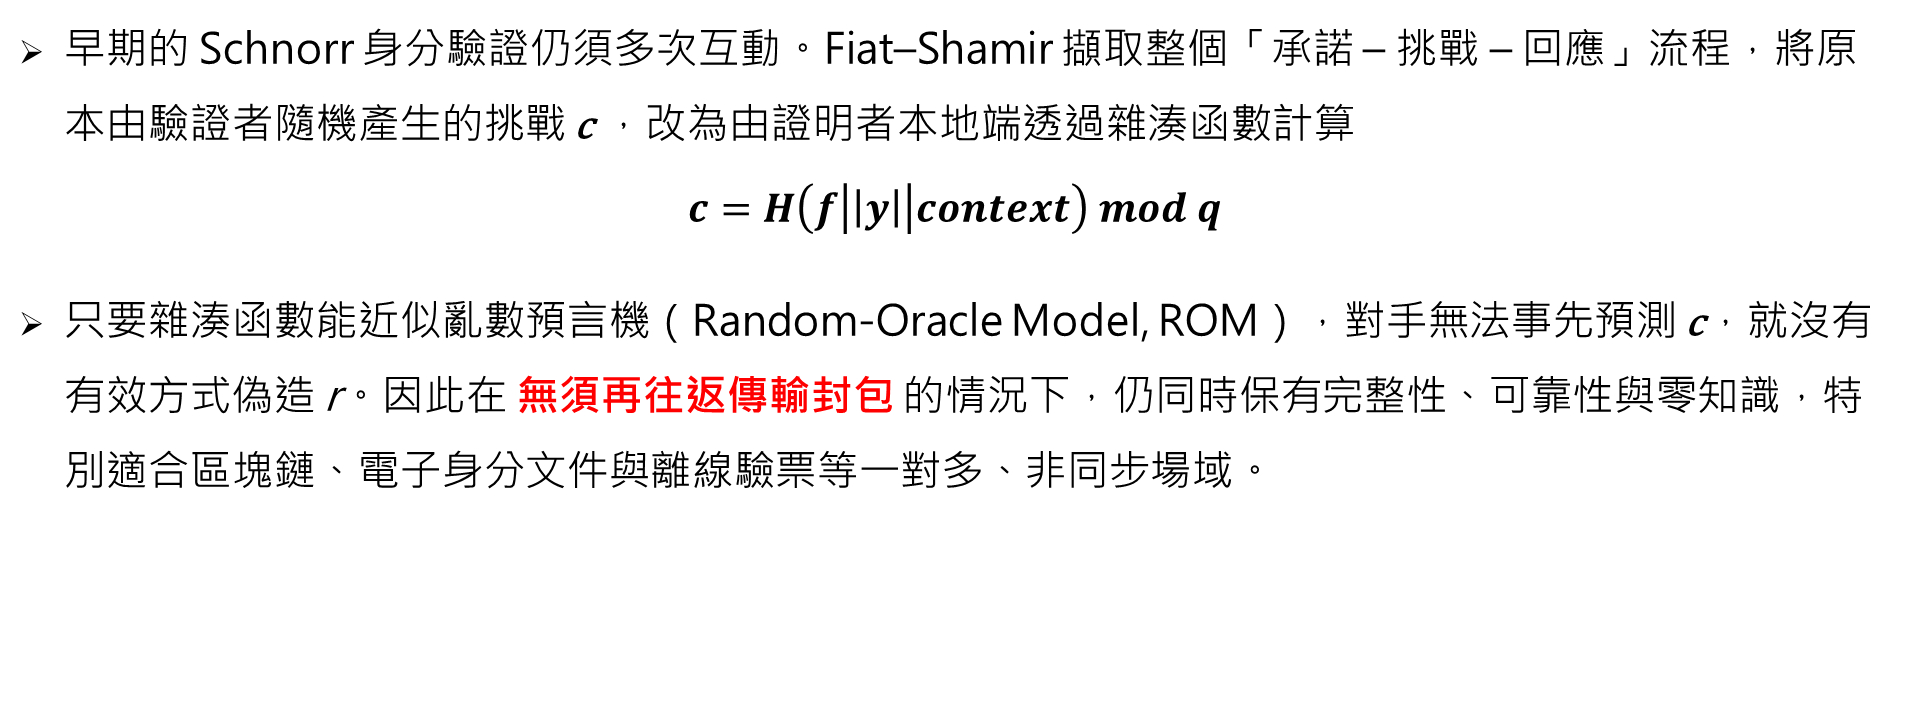 ➢ 早期的 Schnorr 身分驗證仍須多次互動。Fiat–Shamir 擷取整個「承諾 – 挑戰 – 回應」流程，將原
本由驗證者隨機產生的挑戰 c ，改為由證明者本地端透過雜湊函數計算
c = H(f||y||context) mod q
➢ 只要雜湊函數能近似亂數預言機（Random-Oracle Model, ROM），對手無法事先預測 c，就沒有
有效方式偽造 r。因此在 無須再往返傳輸封包 的情況下，仍同時保有完整性、可靠性與零知識，特
別適合區塊鏈、電子身分文件與離線驗票等一對多、非同步場域。